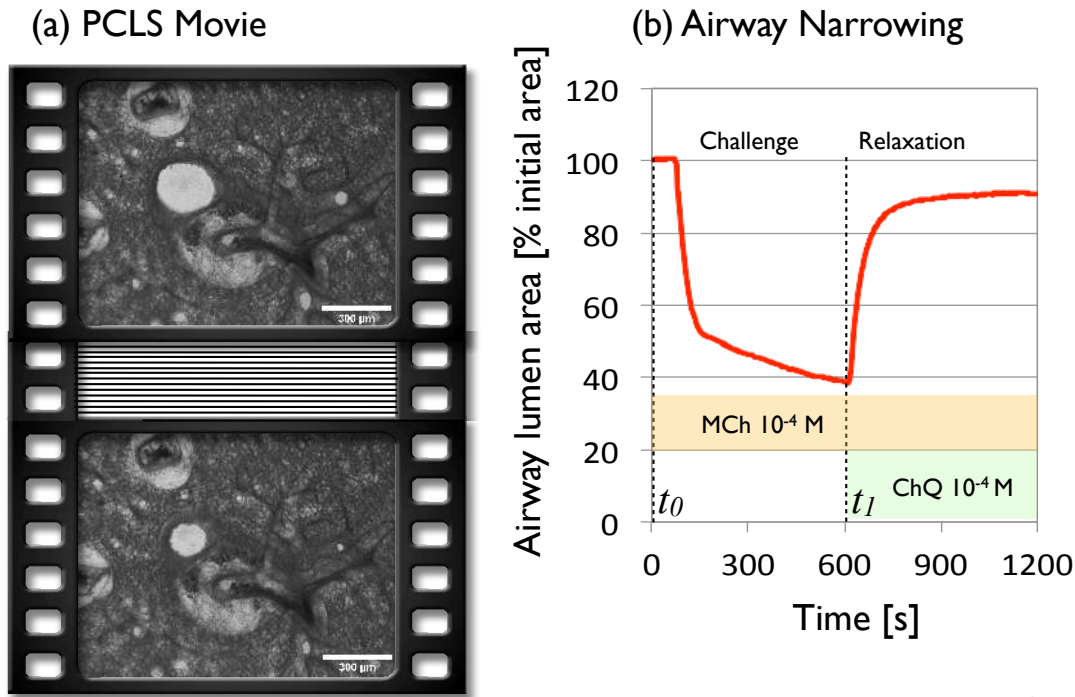 (a) PCLS Movie
300 µm
300 µm
(b) Airway Narrowing
Airway lumen area [% initial area]
120
100
80
60
40
20
0
Challenge
Relaxation
MCh 10⁻⁴ M
ChQ 10⁻⁴ M
t₀
t₁
0
300
600
900
1200
Time [s]